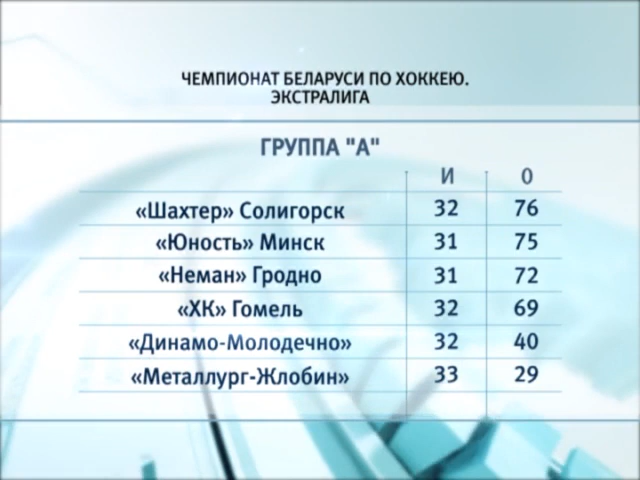 ЧЕМПИОНАТ БЕЛАРУСИ ПО ХОККЕЮ.
ЭКСТРАЛИГА
ГРУППА "А"
И О
«Шахтер» Солигорск 32 76
«Юность» Минск 31 75
«Неман» Гродно 31 72
«ХК» Гомель 32 69
«Динамо-Молодечно» 32 40
«Металлург-Жлобин» 33 29